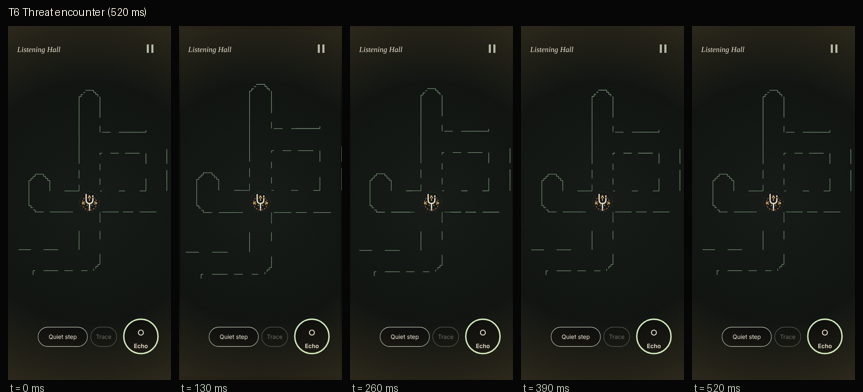 T6 Threat encounter (520 ms)
Listening Hall
Quiet step
Trace
Echo
t = 0 ms
Listening Hall
Quiet step
Trace
Echo
t = 130 ms
Listening Hall
Quiet step
Trace
Echo
t = 260 ms
Listening Hall
Quiet step
Trace
Echo
t = 390 ms
Listening Hall
Quiet step
Trace
Echo
t = 520 ms